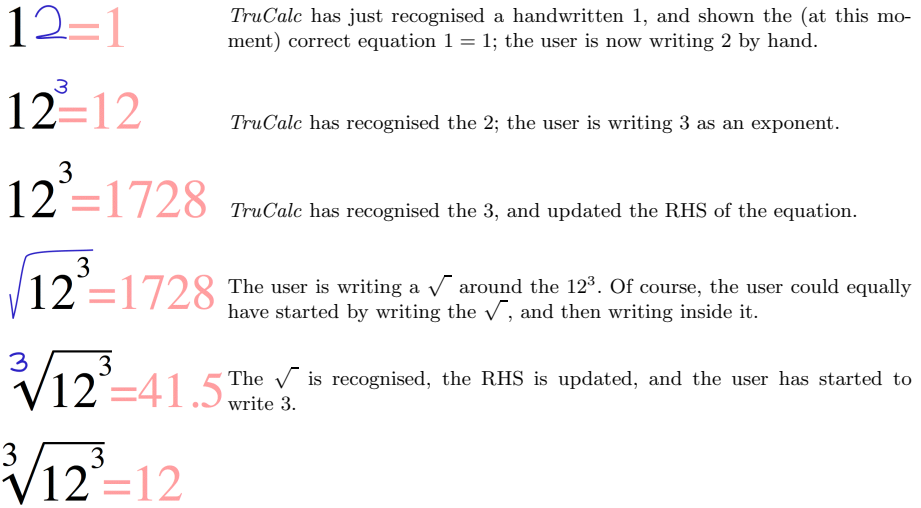 12=1
TruCalc has just recognised a handwritten 1, and shown the (at this mo-
ment) correct equation 1 = 1; the user is now writing 2 by hand.
12³=12
TruCalc has recognised the 2; the user is writing 3 as an exponent.
12³=1728
TruCalc has recognised the 3, and updated the RHS of the equation.
√12³=1728
The user is writing a √ around the 12³. Of course, the user could equally
have started by writing the √, and then writing inside it.
³√12³=41.5
The √ is recognised, the RHS is updated, and the user has started to
write 3.
³√12³=12